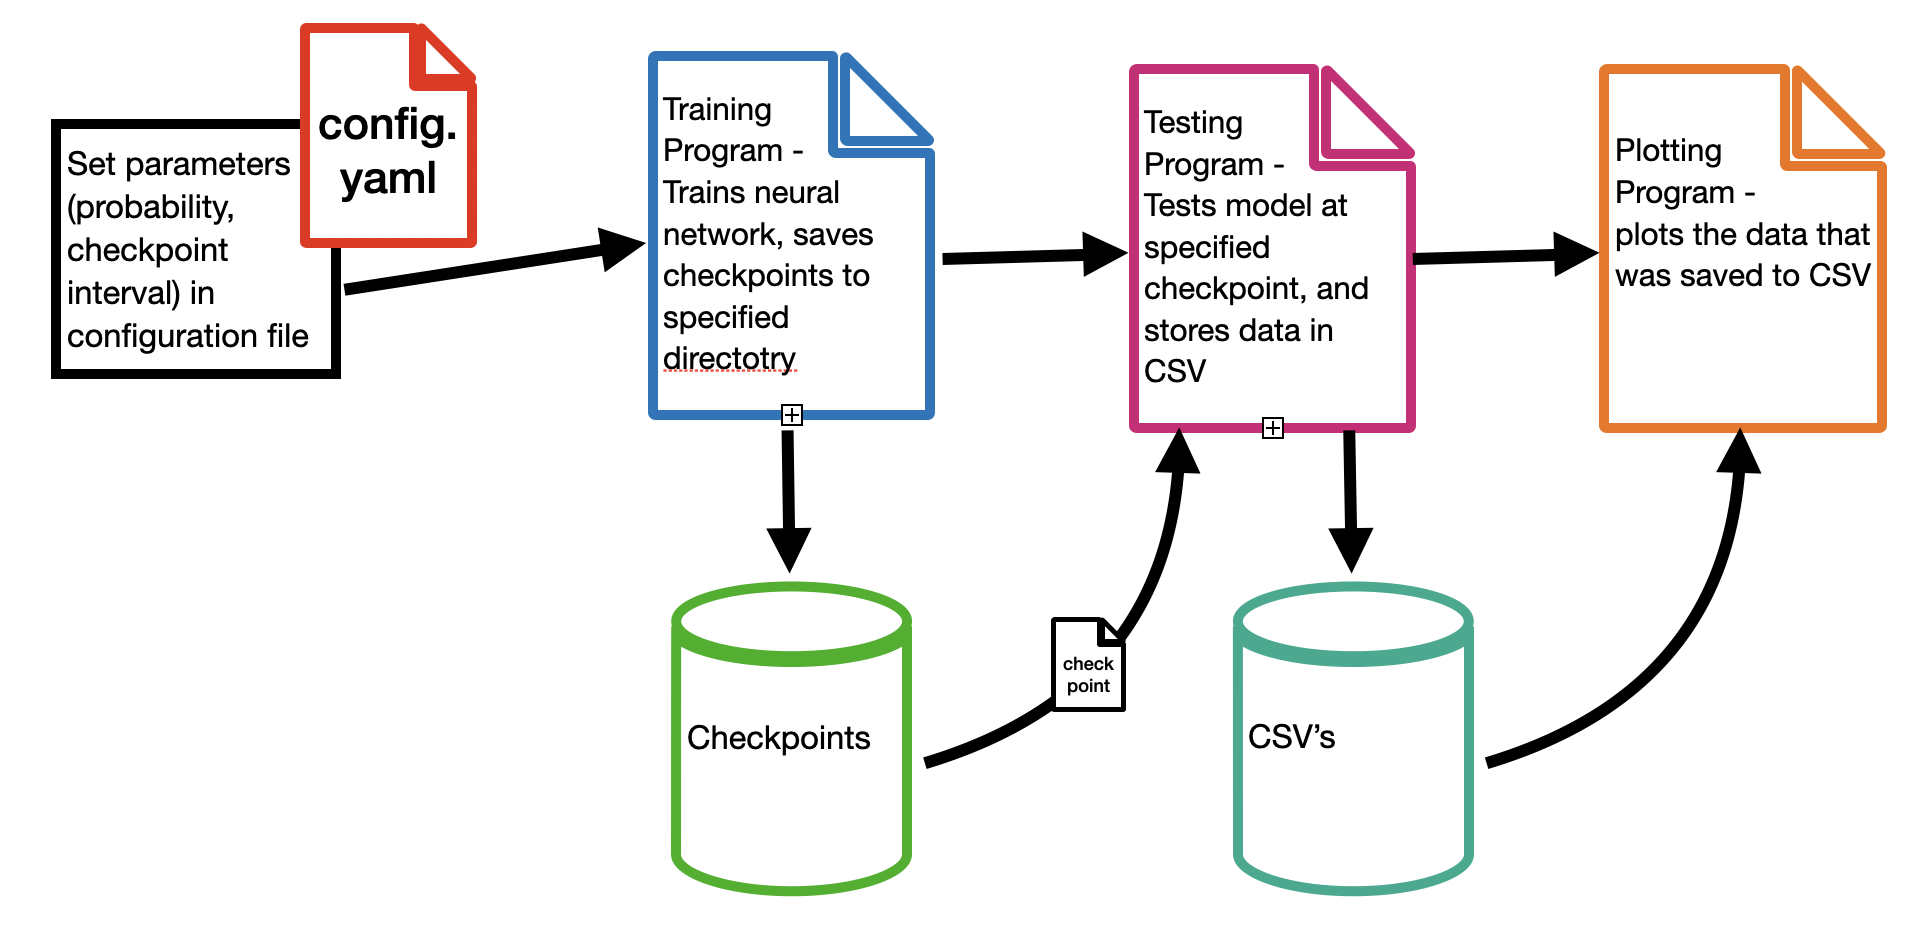 config.
yaml
Set parameters
(probability,
checkpoint
interval) in
configuration file
Training
Program -
Trains neural
network, saves
checkpoints to
specified
directotry
Testing
Program -
Tests model at
specified
checkpoint, and
stores data in
CSV
Plotting
Program -
plots the data that
was saved to CSV
Checkpoints
check
point
CSV’s